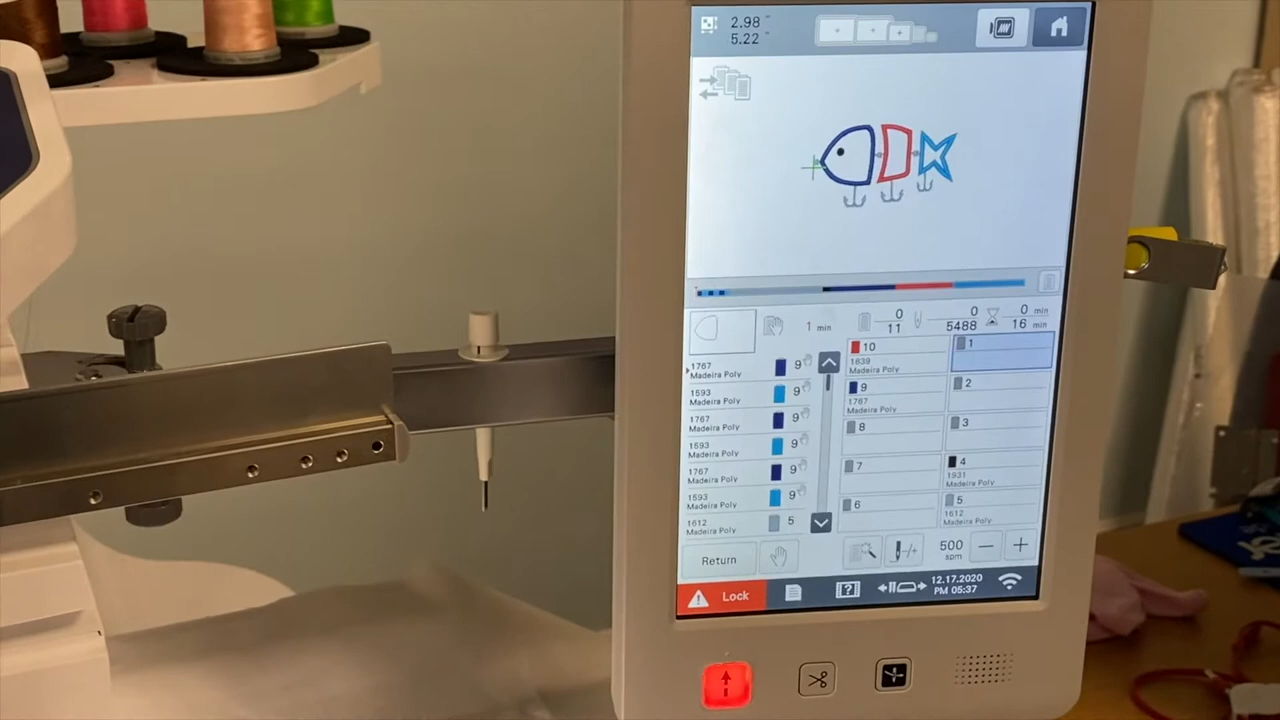 2.98 "
5.22 "
1 min
0
11
0
5488
0 min
16 min
1767
Madeira Poly
9
1593
Madeira Poly
9
1767
Madeira Poly
9
1593
Madeira Poly
9
1767
Madeira Poly
9
1593
Madeira Poly
9
1612
Madeira Poly
5
10
1839
Madeira Poly
9
1767
Madeira Poly
8
7
6
1
2
3
4
1931
5
1612
Madeira Poly
Return
500
spm
Lock
12.17.2020
PM 05:37